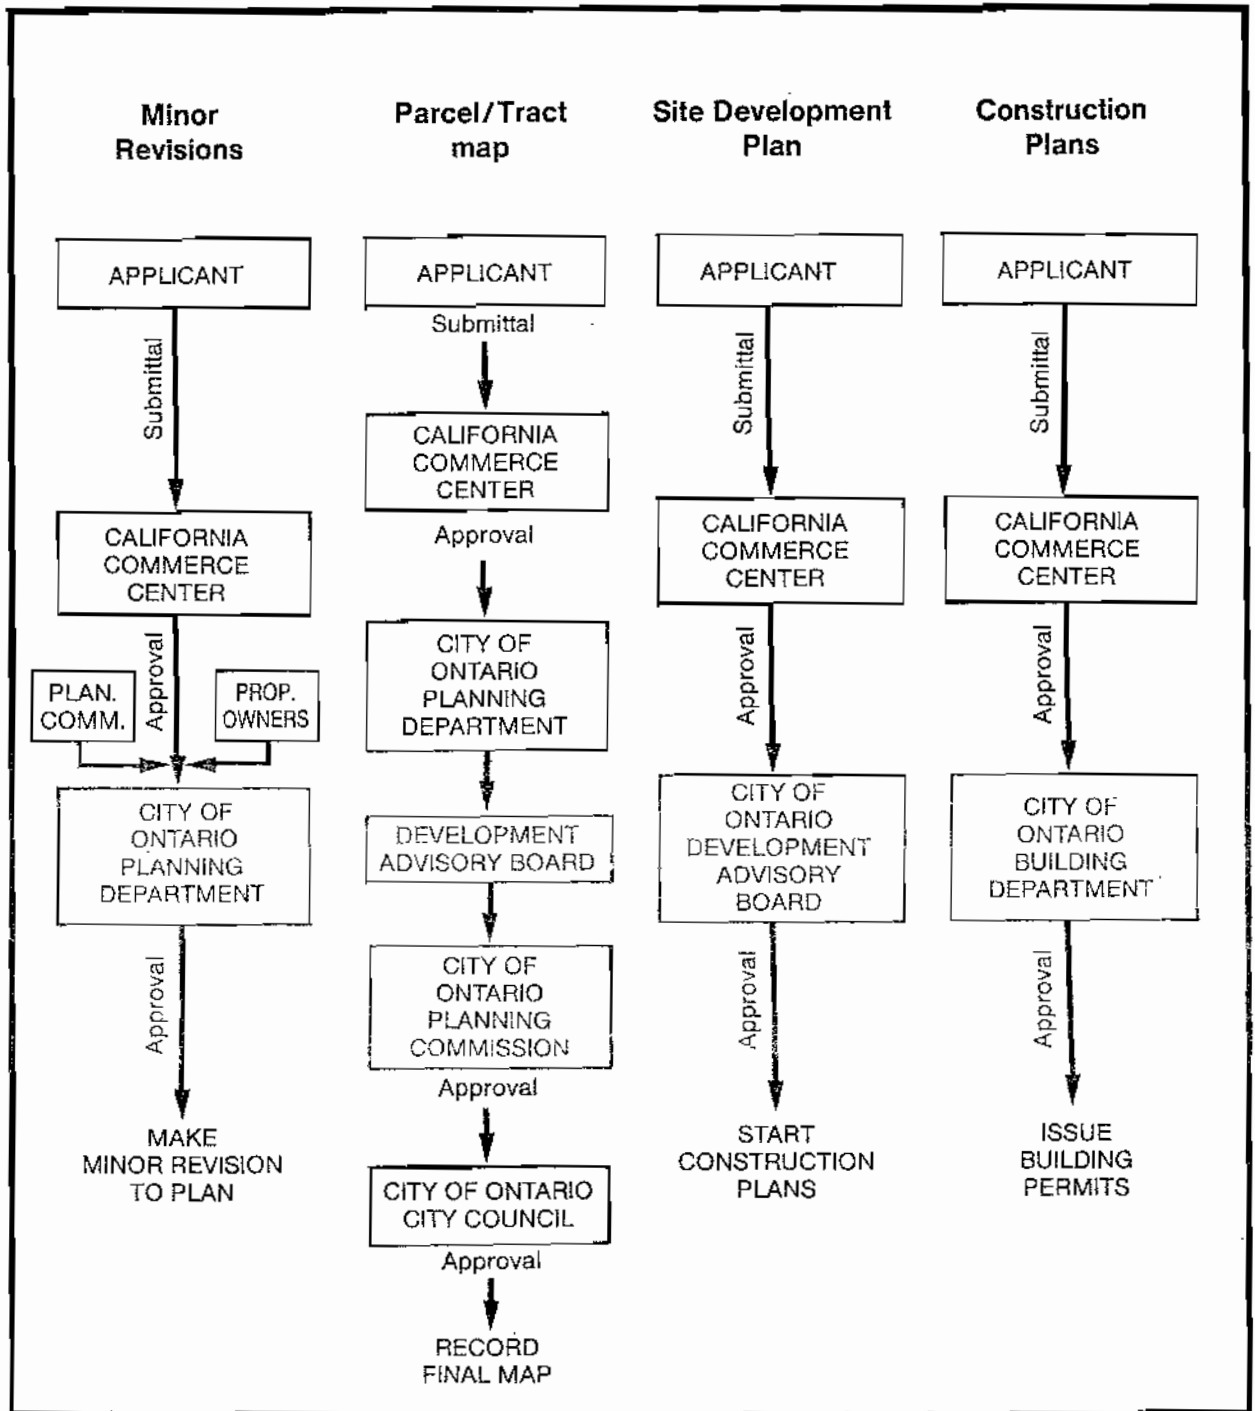 Minor
Revisions
APPLICANT
Submittal
CALIFORNIA
COMMERCE
CENTER
Approval
PLAN.
COMM.
PROP.
OWNERS
CITY OF
ONTARIO
PLANNING
DEPARTMENT
Approval
MAKE
MINOR REVISION
TO PLAN
Parcel/Tract
map
APPLICANT
Submittal
CALIFORNIA
COMMERCE
CENTER
Approval
CITY OF
ONTARIO
PLANNING
DEPARTMENT
DEVELOPMENT
ADVISORY BOARD
CITY OF
ONTARIO
PLANNING
COMMISSION
Approval
CITY OF ONTARIO
CITY COUNCIL
Approval
RECORD
FINAL MAP
Site Development
Plan
APPLICANT
Submittal
CALIFORNIA
COMMERCE
CENTER
Approval
CITY OF
ONTARIO
DEVELOPMENT
ADVISORY
BOARD
Approval
START
CONSTRUCTION
PLANS
Construction
Plans
APPLICANT
Submittal
CALIFORNIA
COMMERCE
CENTER
Approval
CITY OF
ONTARIO
BUILDING
DEPARTMENT
Approval
ISSUE
BUILDING
PERMITS